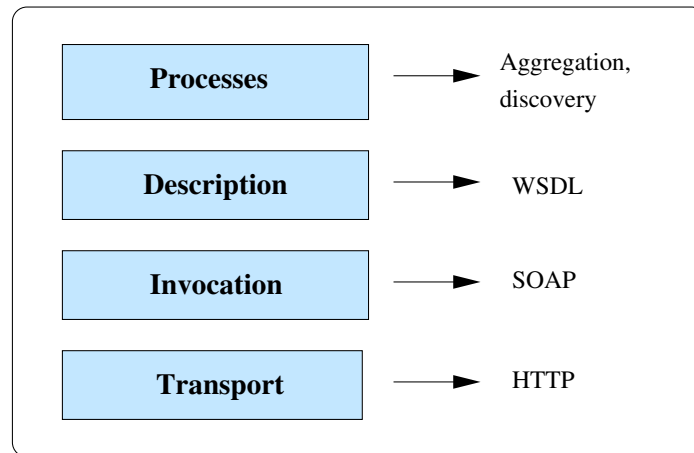 Processes
Aggregation,
discovery
Description
WSDL
Invocation
SOAP
Transport
HTTP